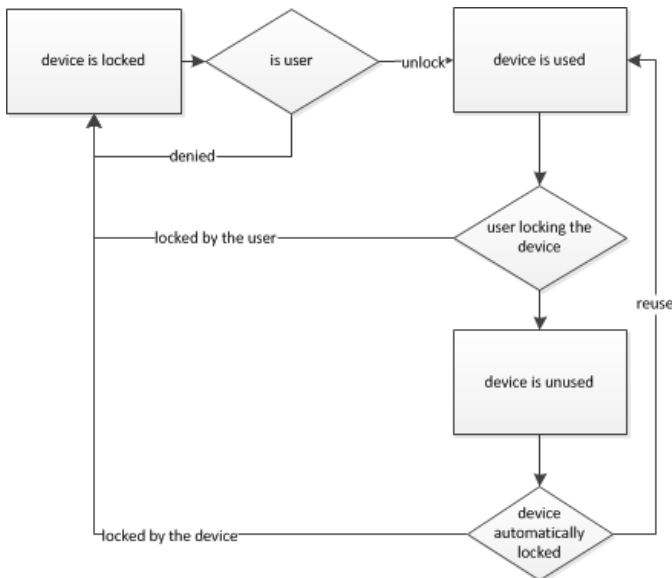 device is locked
is user
unlock
device is used
denied
locked by the user
user locking the
device
reuse
device is unused
locked by the device
device
automatically
locked